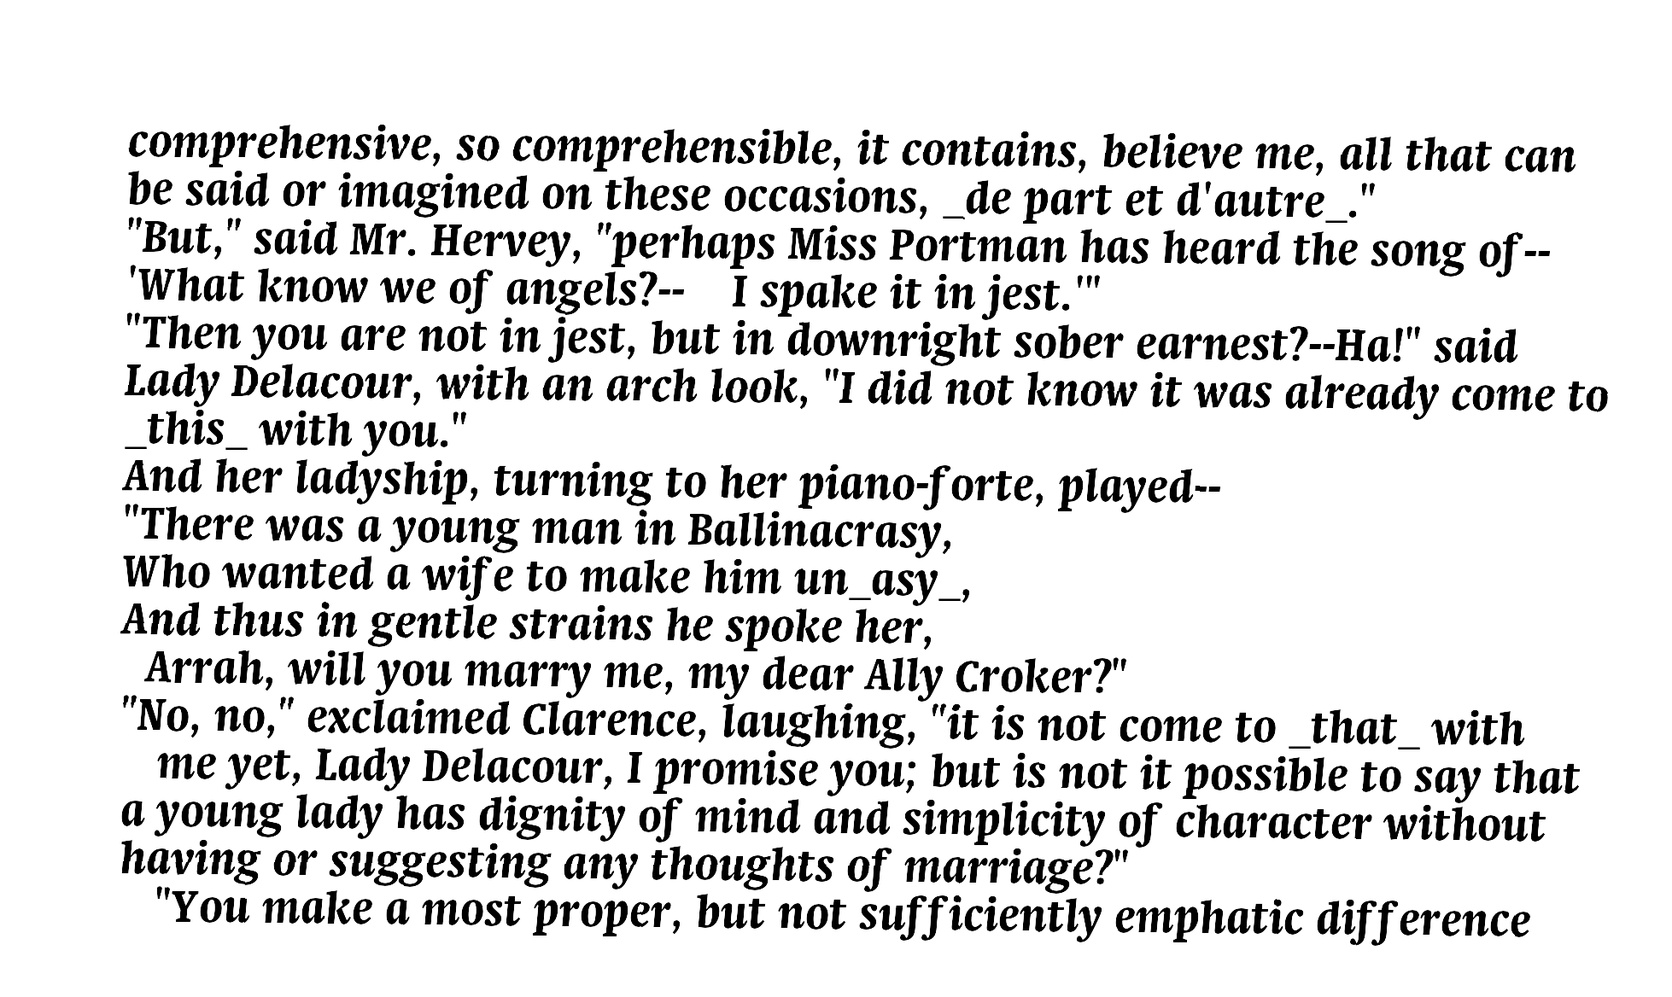 comprehensive, so comprehensible, it contains, believe me, all that can
be said or imagined on these occasions, _de part et d'autre_."
"But," said Mr. Hervey, "perhaps Miss Portman has heard the song of--
'What know we of angels?--    I spake it in jest.'"
"Then you are not in jest, but in downright sober earnest?--Ha!" said
Lady Delacour, with an arch look, "I did not know it was already come to
_this_ with you."
And her ladyship, turning to her piano-forte, played--
"There was a young man in Ballinacrasy,
Who wanted a wife to make him un_asy_,
And thus in gentle strains he spoke her,
Arrah, will you marry me, my dear Ally Croker?"
"No, no," exclaimed Clarence, laughing, "it is not come to _that_ with
me yet, Lady Delacour, I promise you; but is not it possible to say that
a young lady has dignity of mind and simplicity of character without
having or suggesting any thoughts of marriage?"
"You make a most proper, but not sufficiently emphatic difference